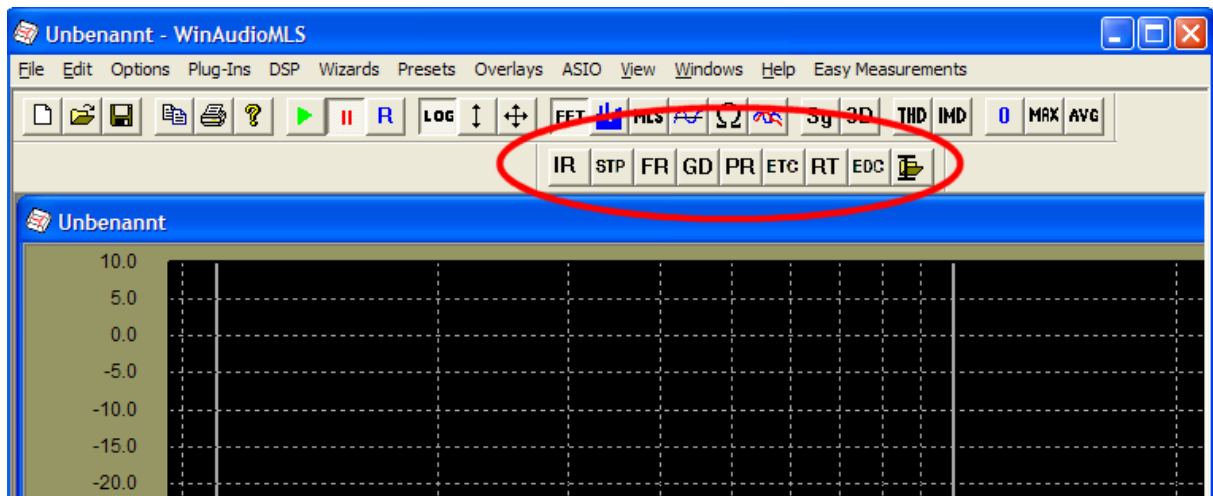 Unbenannt - WinAudioMLS
File Edit Options Plug-Ins DSP Wizards Presets Overlays ASIO View Windows Help Easy Measurements
R LOG FFT MLS Ω Sg 3D THD IMD 0 MAX AVG
IR STP FR GD PR ETC RT EDC
Unbenannt
10.0
5.0
0.0
-5.0
-10.0
-15.0
-20.0